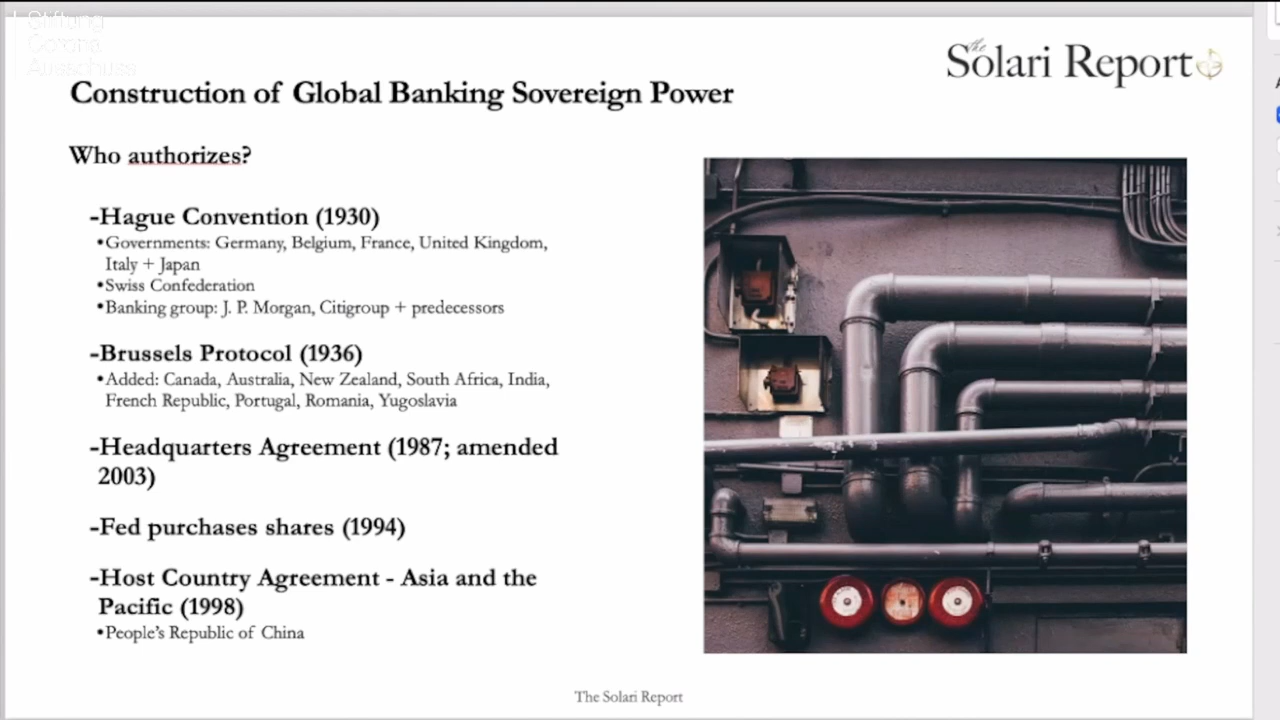 Stiftung
Corona
Ausschuss
the
Solari Report
Construction of Global Banking Sovereign Power
Who authorizes?
-Hague Convention (1930)
•Governments: Germany, Belgium, France, United Kingdom,
Italy + Japan
•Swiss Confederation
•Banking group: J. P. Morgan, Citigroup + predecessors
-Brussels Protocol (1936)
•Added: Canada, Australia, New Zealand, South Africa, India,
French Republic, Portugal, Romania, Yugoslavia
-Headquarters Agreement (1987; amended
2003)
-Fed purchases shares (1994)
-Host Country Agreement - Asia and the
Pacific (1998)
•People's Republic of China
The Solari Report